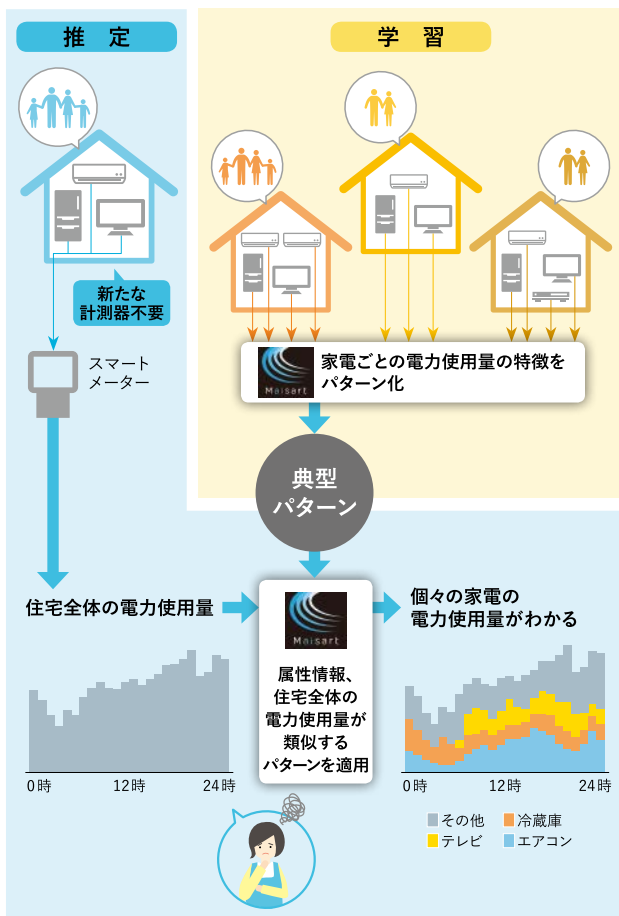 推定
学習
新たな
計測器不要
スマート
メーター
Maisart
家電ごとの電力使用量の特徴を
パターン化
典型
パターン
住宅全体の電力使用量
Maisart
属性情報、
住宅全体の
電力使用量が
類似する
パターンを適用
個々の家電の
電力使用量がわかる
0時 12時 24時
0時 12時 24時
その他 冷蔵庫
テレビ エアコン